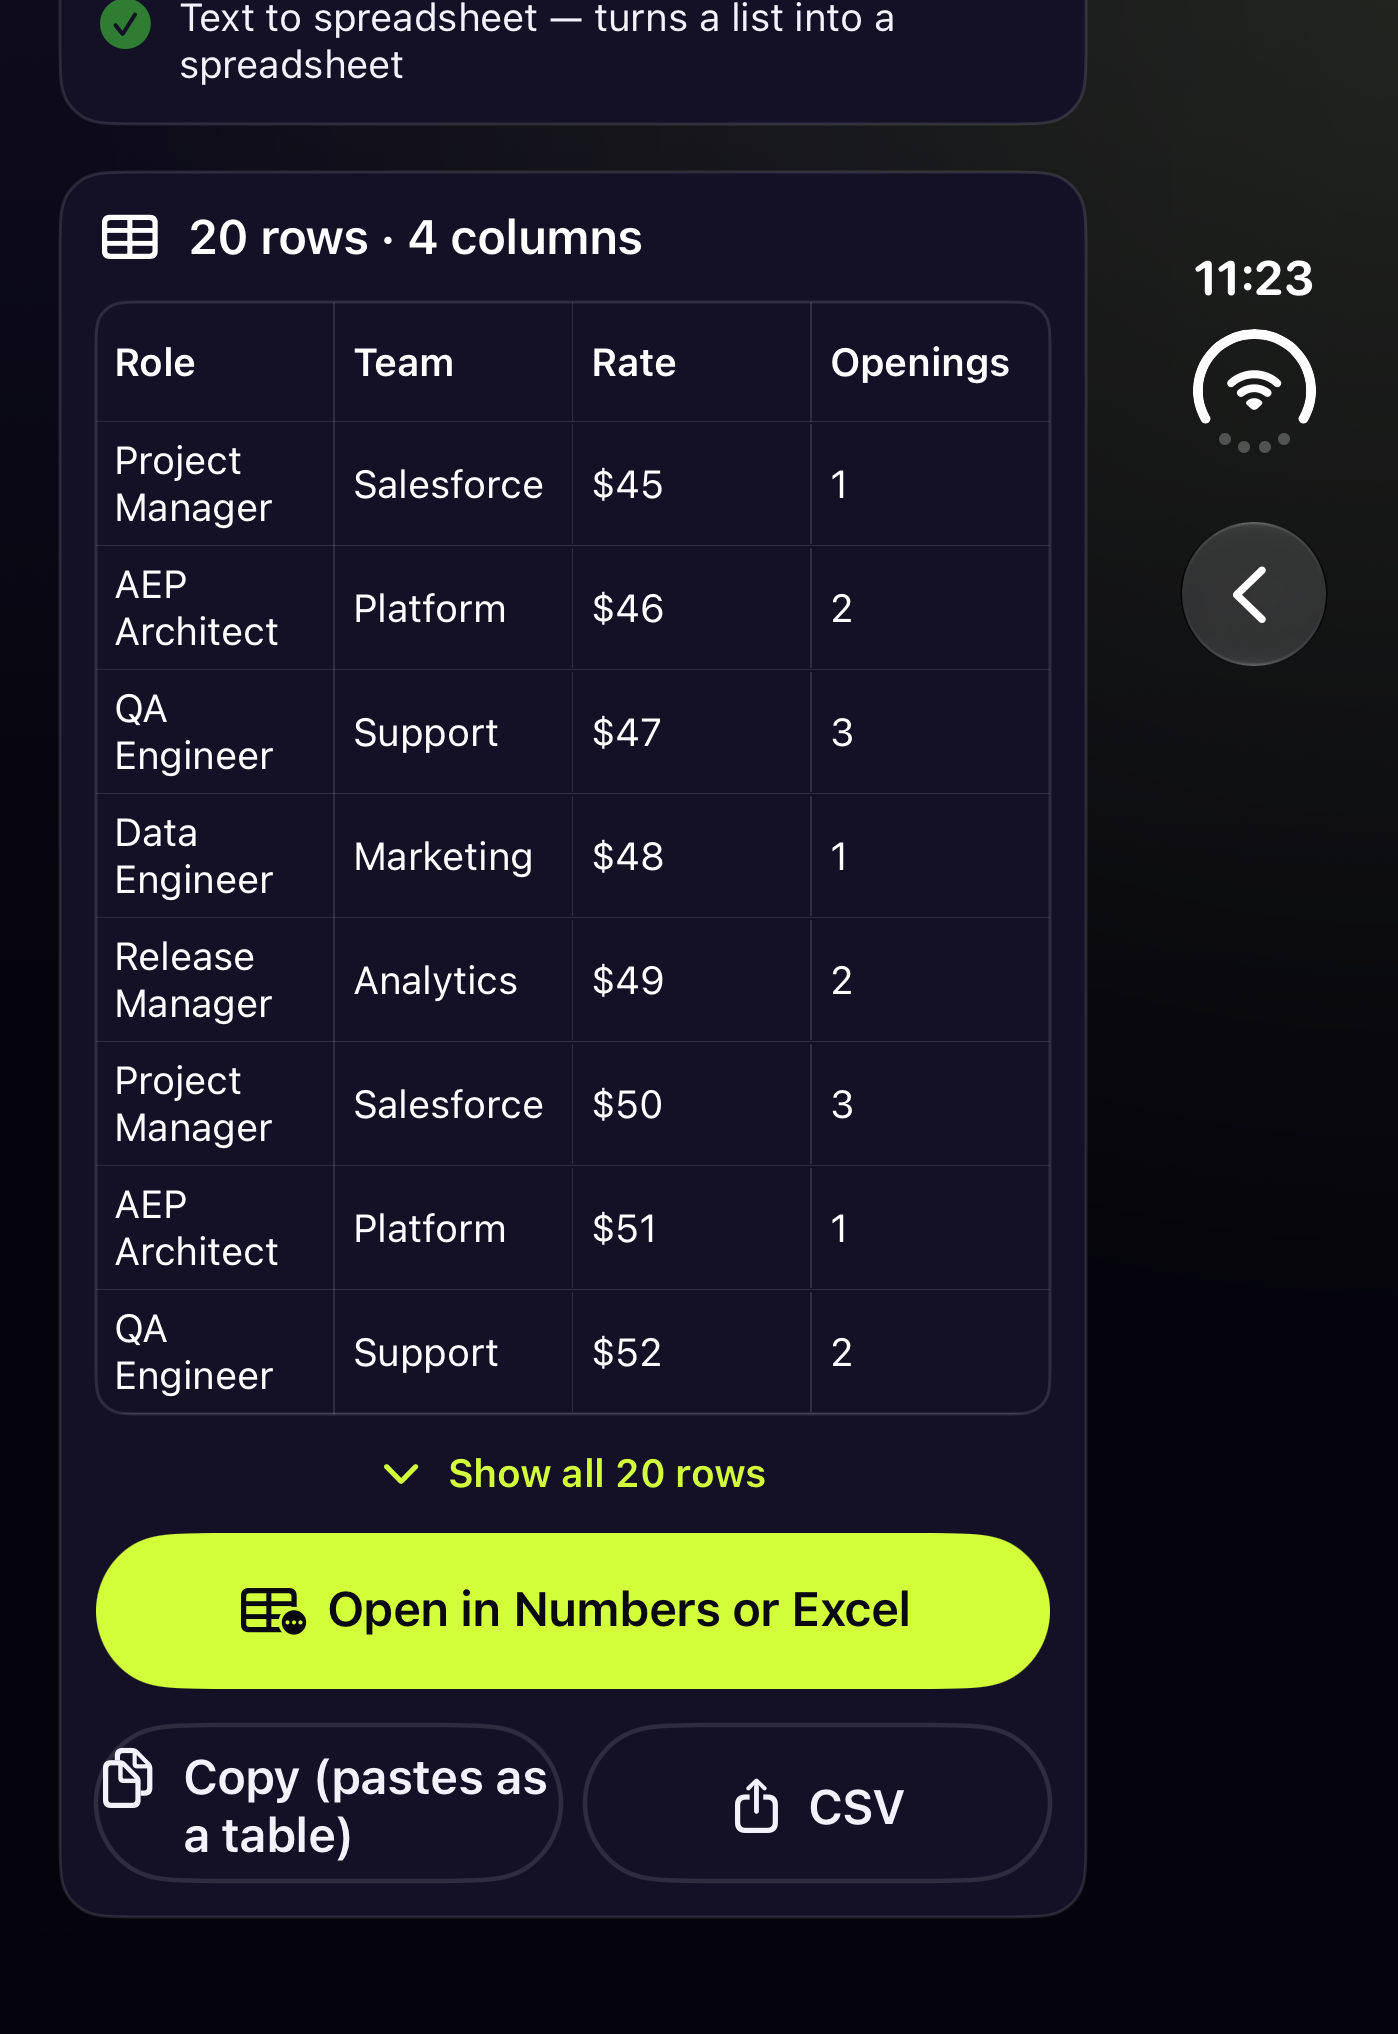 Text to spreadsheet — turns a list into a
spreadsheet
20 rows · 4 columns
11:23
Role Team Rate Openings
Project
Manager Salesforce $45 1
AEP
Architect Platform $46 2
QA
Engineer Support $47 3
Data
Engineer Marketing $48 1
Release
Manager Analytics $49 2
Project
Manager Salesforce $50 3
AEP
Architect Platform $51 1
QA
Engineer Support $52 2
Show all 20 rows
Open in Numbers or Excel
Copy (pastes as
a table)
CSV